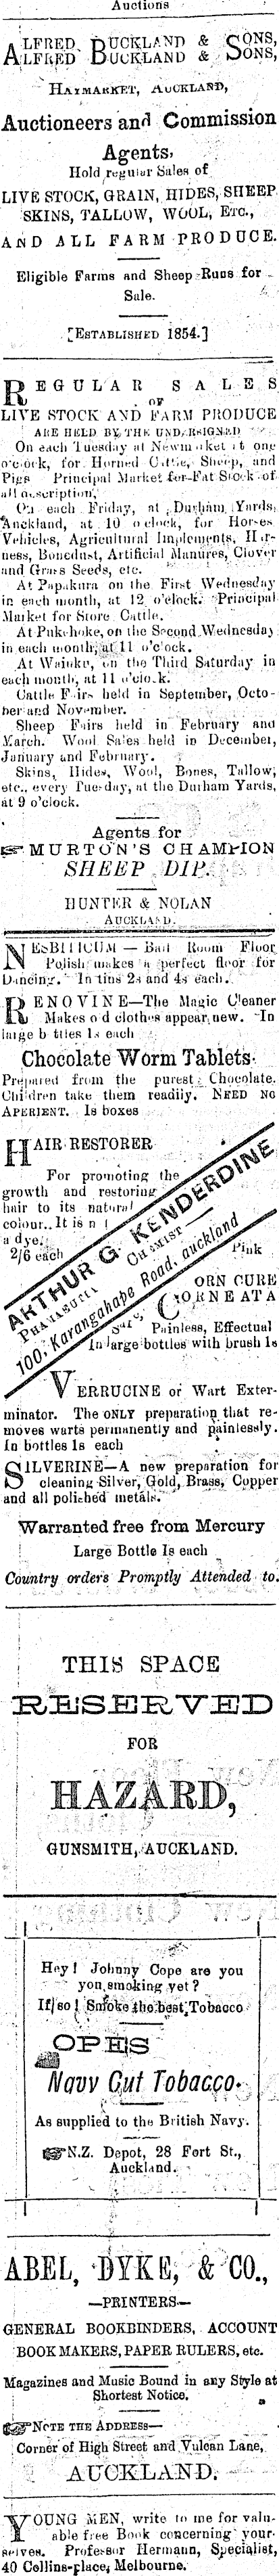 Auctions
ALFRED BUCKLAND & SONS,
ALFRED BUCKLAND & SONS,
HAYMARKET, AUCKLAND,
Auctioneers and Commission
Agents,
Hold regular Sales of
LIVE STOCK, GRAIN, HIDES, SHEEP
SKINS, TALLOW, WOOL, ETC.,
AND ALL FARM PRODUCE.
Eligible Farms and Sheep Runs for
Sale.
[ESTABLISHED 1854.]
REGULAR SALES
OF
LIVE STOCK AND FARM PRODUCE
ARE HELD BY THE UNDERSIGNED
On each Tuesday at Newmarket at one
o'clock, for Horned Cattle, Sheep, and
Pigs Principal Market for Fat Stock of
all description,
On each Friday, at Durham Yards,
Auckland, at 10 o'clock, for Horses
Vehicles, Agricultural Implements, Har-
ness, Bonedust, Artificial Manures, Clover
and Grass Seeds, etc.
At Papakura on the First Wednesday
in each month, at 12 o'clock. Principal
Market for Store Cattle.
At Pukekohe, on the Second Wednesday
in each month, at 11 o'clock.
At Waiuku, on the Third Saturday in
each month, at 11 o'clock.
Cattle Fairs held in September, Octo-
ber and November.
Sheep Fairs held in February and
March. Wool Sales held in December,
January and February.
Skins, Hides, Wool, Bones, Tallow,
etc., every Tuesday, at the Durham Yards,
at 9 o'clock.
Agents for
MURTON'S CHAMPION
SHEEP DIP.
HUNTER & NOLAN
AUCKLAND.
NESBITICUM — Ball Room Floor
Polish makes a perfect floor for
Dancing. In tins 2s and 4s each.
RENOVINE—The Magic Cleaner
Makes old clothes appear new. In
large bottles 1s each
Chocolate Worm Tablets.
Prepared from the purest Chocolate.
Children take them readily. NEED NO
APERIENT. 1s boxes
HAIR RESTORER
For promoting the
growth and restoring
hair to its natural
colour. It is not
a dye.
2/6 each
ARTHUR G. KENDERDINE
CHEMIST
100, Karangahape Road, Auckland
Pink
CORN CURE
CORNEATA
Safe, Painless, Effectual
In large bottles with brush 1s
VERRUCINE or Wart Exter-
minator. The ONLY preparation that re-
moves warts permanently and painlessly.
In bottles 1s each
SILVERINE—A new preparation for
cleaning Silver, Gold, Brass, Copper
and all polished metals.
Warranted free from Mercury
Large Bottle 1s each
Country orders Promptly Attended to.
THIS SPACE
RESERVED
FOR
HAZARD,
GUNSMITH, AUCKLAND.
Hey! Johnny Cope are you
you smoking yet?
If so! Smoke the best Tobacco
OPES
Navy Cut Tobacco.
As supplied to the British Navy.
N.Z. Depot, 28 Fort St.,
Auckland.
ABEL, DYKE, & CO.,
—PRINTERS—
GENERAL BOOKBINDERS, ACCOUNT
BOOK MAKERS, PAPER RULERS, etc.
Magazines and Music Bound in any Style at
Shortest Notice.
NOTE THE ADDRESS—
Corner of High Street and Vulcan Lane,
AUCKLAND.
YOUNG MEN, write to me for valu-
able free Book concerning your-
selves. Professor Hermann, Specialist,
40 Collins-place, Melbourne.